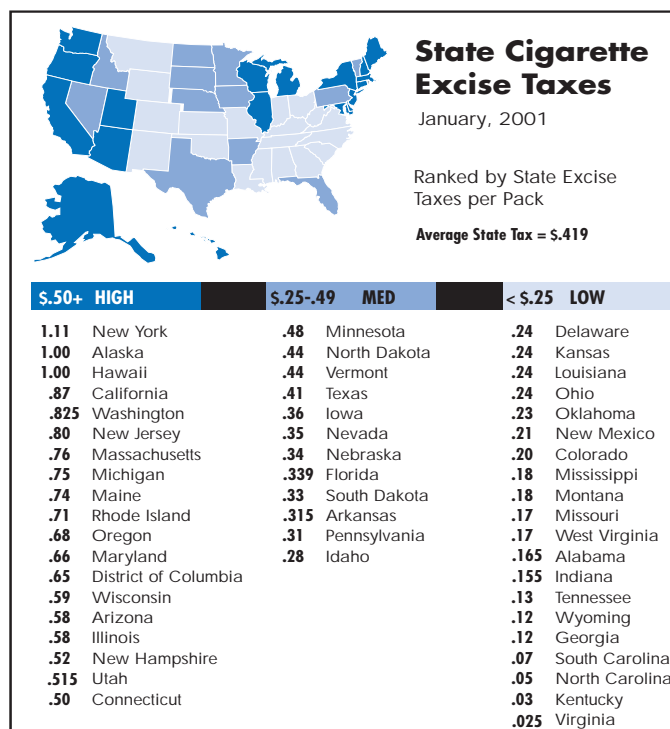 State Cigarette
Excise Taxes
January, 2001
Ranked by State Excise
Taxes per Pack
Average State Tax = $.419
$.50+ HIGH
1.11 New York
1.00 Alaska
1.00 Hawaii
.87 California
.825 Washington
.80 New Jersey
.76 Massachusetts
.75 Michigan
.74 Maine
.71 Rhode Island
.68 Oregon
.66 Maryland
.65 District of Columbia
.59 Wisconsin
.58 Arizona
.58 Illinois
.52 New Hampshire
.515 Utah
.50 Connecticut
$.25-.49 MED
.48 Minnesota
.44 North Dakota
.44 Vermont
.41 Texas
.36 Iowa
.35 Nevada
.34 Nebraska
.339 Florida
.33 South Dakota
.315 Arkansas
.31 Pennsylvania
.28 Idaho
< $.25 LOW
.24 Delaware
.24 Kansas
.24 Louisiana
.24 Ohio
.23 Oklahoma
.21 New Mexico
.20 Colorado
.18 Mississippi
.18 Montana
.17 Missouri
.17 West Virginia
.165 Alabama
.155 Indiana
.13 Tennessee
.12 Wyoming
.12 Georgia
.07 South Carolina
.05 North Carolina
.03 Kentucky
.025 Virginia